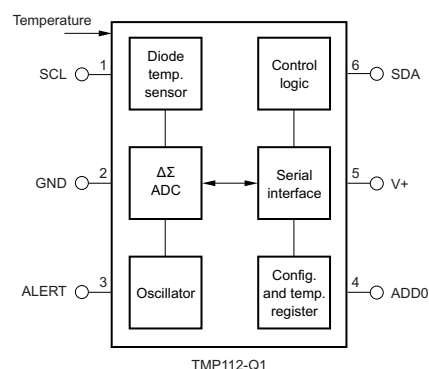 Temperature
SCL 1
Diode
temp.
sensor
Control
logic
6 SDA
GND 2
ΔΣ
ADC
Serial
interface
5 V+
ALERT 3
Oscillator
Config.
and temp.
register
4 ADD0
TMP112-Q1